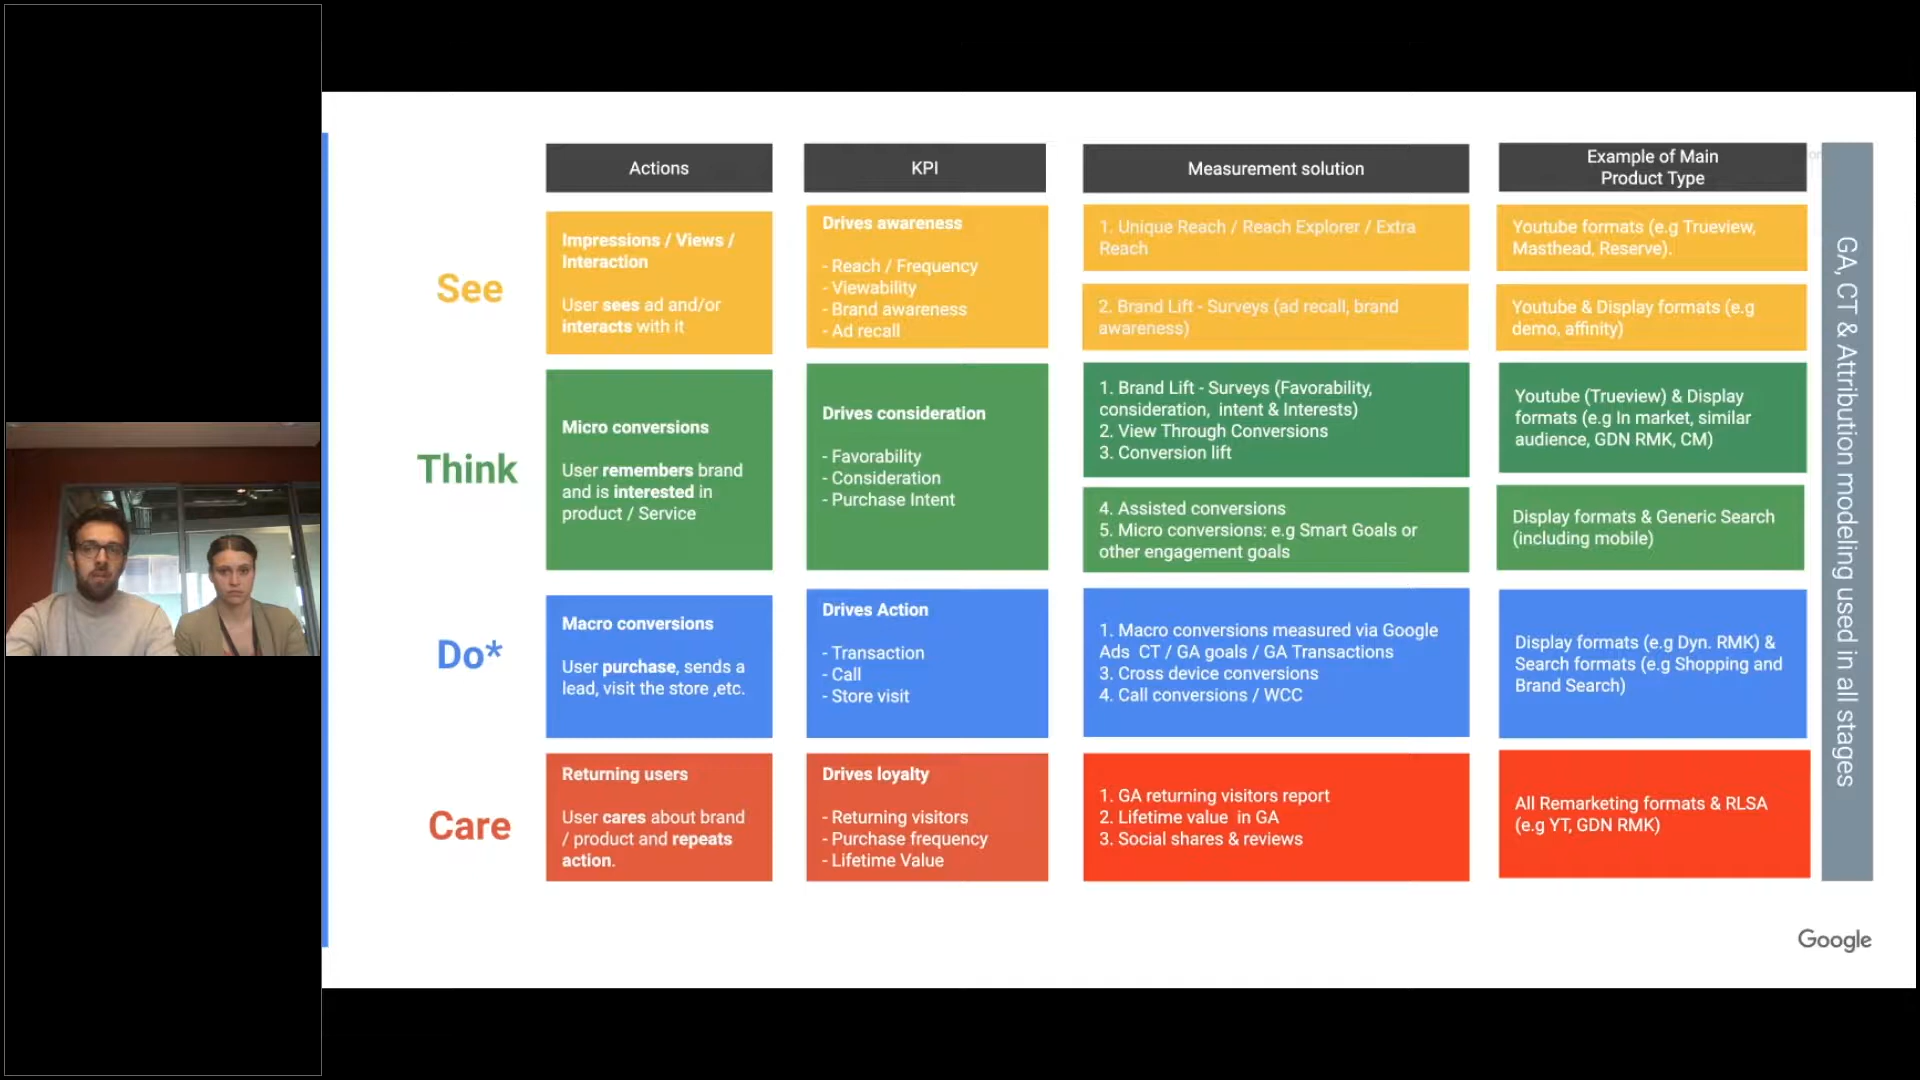 Actions
KPI
Measurement solution
Example of Main
Product Type
See
Impressions / Views /
Interaction
User sees ad and/or
interacts with it
Drives awareness
- Reach / Frequency
- Viewability
- Brand awareness
- Ad recall
1. Unique Reach / Reach Explorer / Extra
Reach
2. Brand Lift - Surveys (ad recall, brand
awareness)
Youtube formats (e.g Trueview,
Masthead, Reserve).
Youtube & Display formats (e.g
demo, affinity)
Think
Micro conversions
User remembers brand
and is interested in
product / Service
Drives consideration
- Favorability
- Consideration
- Purchase Intent
1. Brand Lift - Surveys (Favorability,
consideration, intent & Interests)
2. View Through Conversions
3. Conversion lift
4. Assisted conversions
5. Micro conversions: e.g Smart Goals or
other engagement goals
Youtube (Trueview) & Display
formats (e.g In market, similar
audience, GDN RMK, CM)
Display formats & Generic Search
(including mobile)
Do*
Macro conversions
User purchase, sends a
lead, visit the store ,etc.
Drives Action
- Transaction
- Call
- Store visit
1. Macro conversions measured via Google
Ads CT / GA goals / GA Transactions
3. Cross device conversions
4. Call conversions / WCC
Display formats (e.g Dyn. RMK) &
Search formats (e.g Shopping and
Brand Search)
Care
Returning users
User cares about brand
/ product and repeats
action.
Drives loyalty
- Returning visitors
- Purchase frequency
- Lifetime Value
1. GA returning visitors report
2. Lifetime value in GA
3. Social shares & reviews
All Remarketing formats & RLSA
(e.g YT, GDN RMK)
GA, CT & Attribution modeling used in all stages
Google